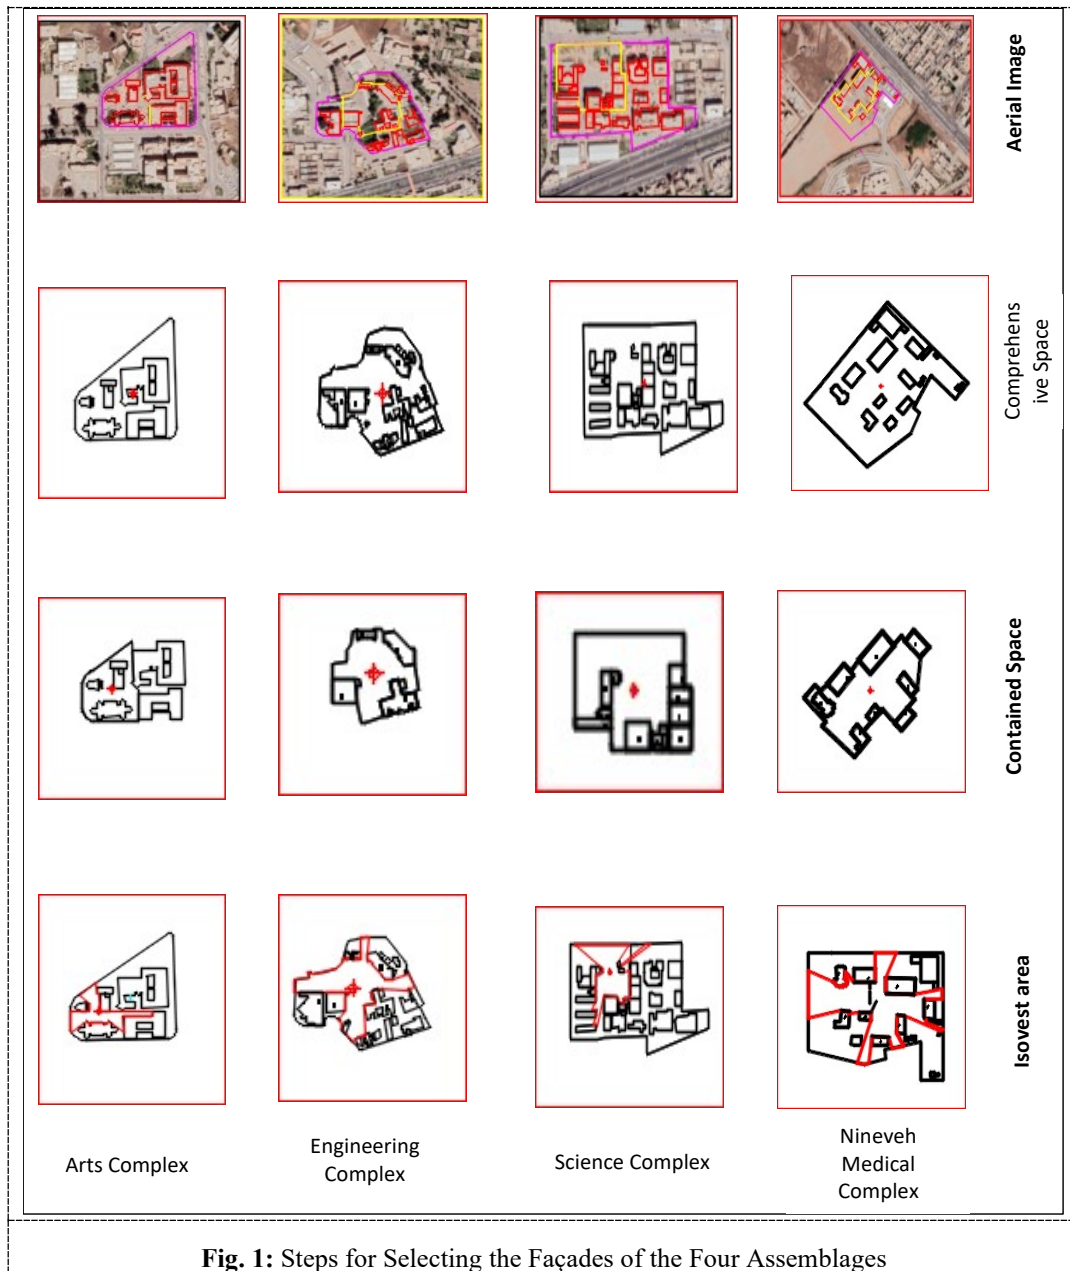 Aerial Image
Comprehens
ive Space
Contained Space
Isovest area
Arts Complex
Engineering
Complex
Science Complex
Nineveh
Medical
Complex
Fig. 1: Steps for Selecting the Façades of the Four Assemblages